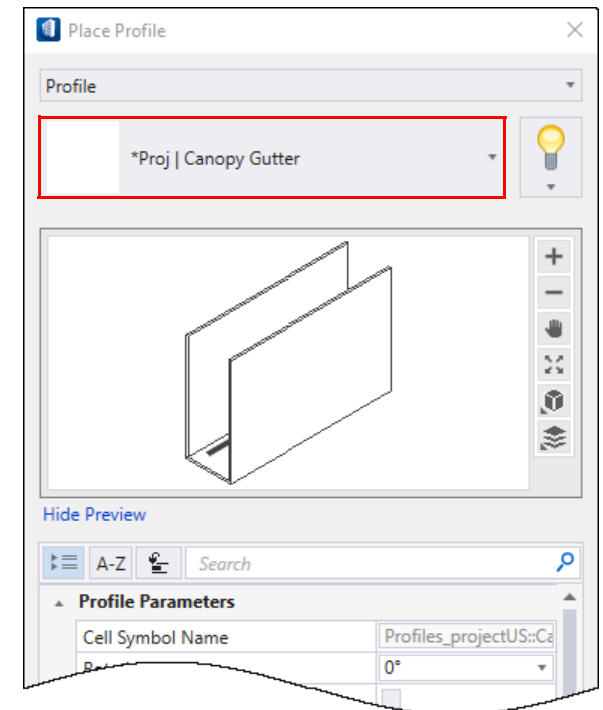 Place Profile
Profile
*Proj | Canopy Gutter
Hide Preview
A-Z
Search
Profile Parameters
Cell Symbol Name Profiles_projectUS::Ca
0°